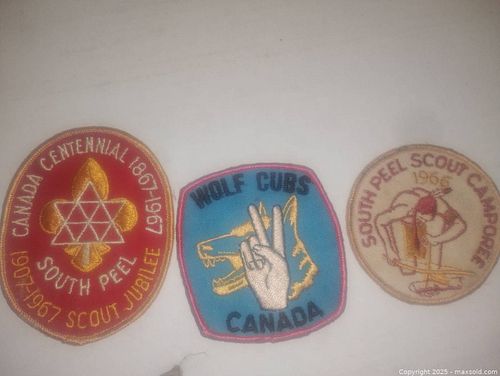 CANADA CENTENNIAL 1867-1967
SOUTH PEEL
1907-1967 SCOUT JUBILEE
WOLF CUBS
CANADA
SOUTH PEEL SCOUT CAMPOREE
1966
Copyright 2025 - maxsold.com